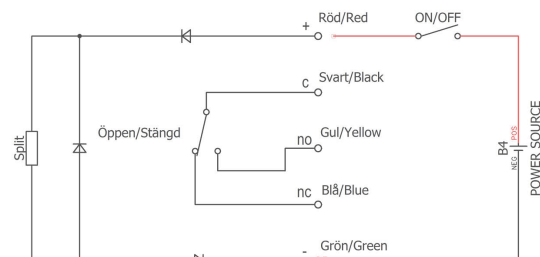 Röd/Red
ON/OFF
+
Svart/Black
c
Öppen/Stängd
Gul/Yellow
no
Split
B4
POS
NEG
POWER SOURCE
Blå/Blue
nc
Grön/Green
-